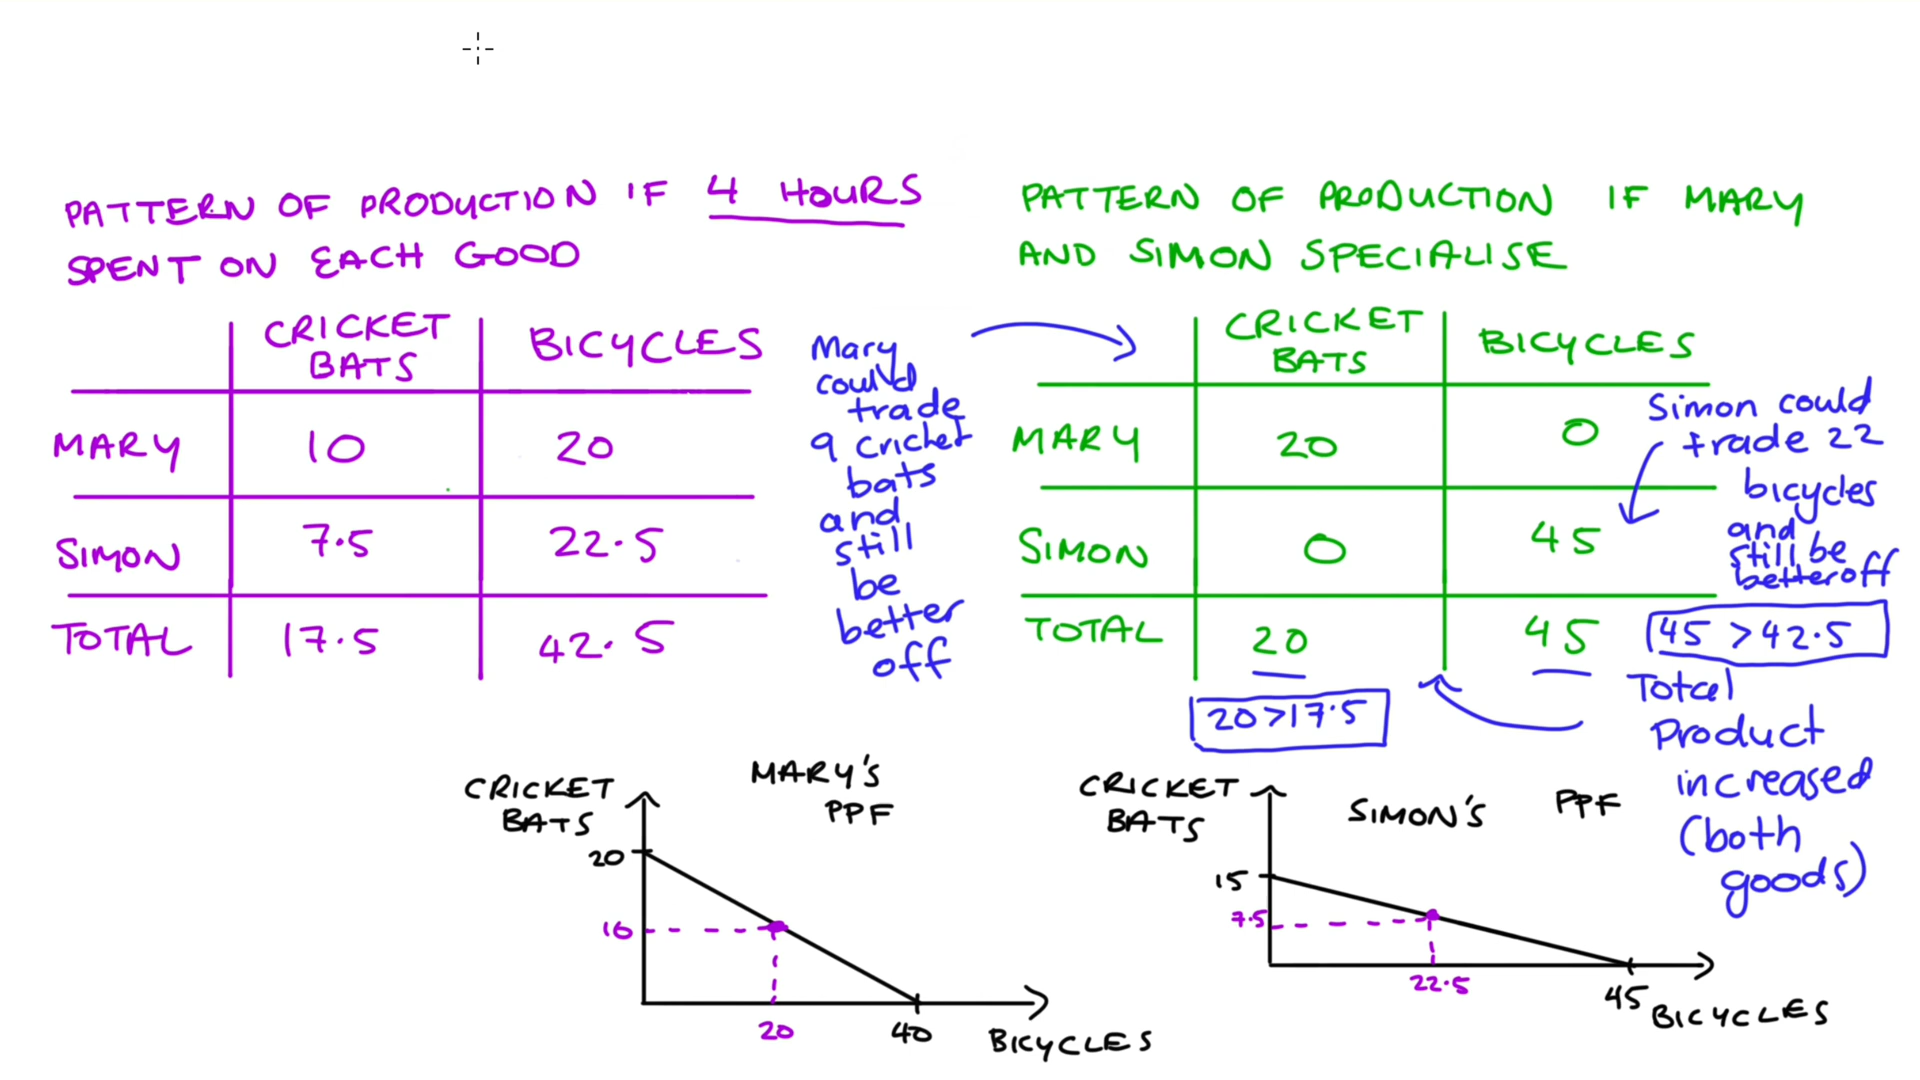 PATTERN OF PRODUCTION IF 4 HOURS
SPENT ON EACH GOOD
CRICKET BATS BICYCLES
MARY 10 20
SIMON 7.5 22.5
TOTAL 17.5 42.5
Mary
could
trade
9 cricket
bats
and
still
be
better
off
PATTERN OF PRODUCTION IF MARY
AND SIMON SPECIALISE
CRICKET BATS BICYCLES
MARY 20 0
SIMON 0 45
TOTAL 20 45
20>17.5
Simon could
trade 22
bicycles
and
still be
better off
45 > 42.5
Total
Product
increased
(both
goods)
CRICKET
BATS
MARY'S
PPF
20
10
20
40
BICYCLES
CRICKET
BATS
SIMON'S PPF
15
7.5
22.5
45
BICYCLES